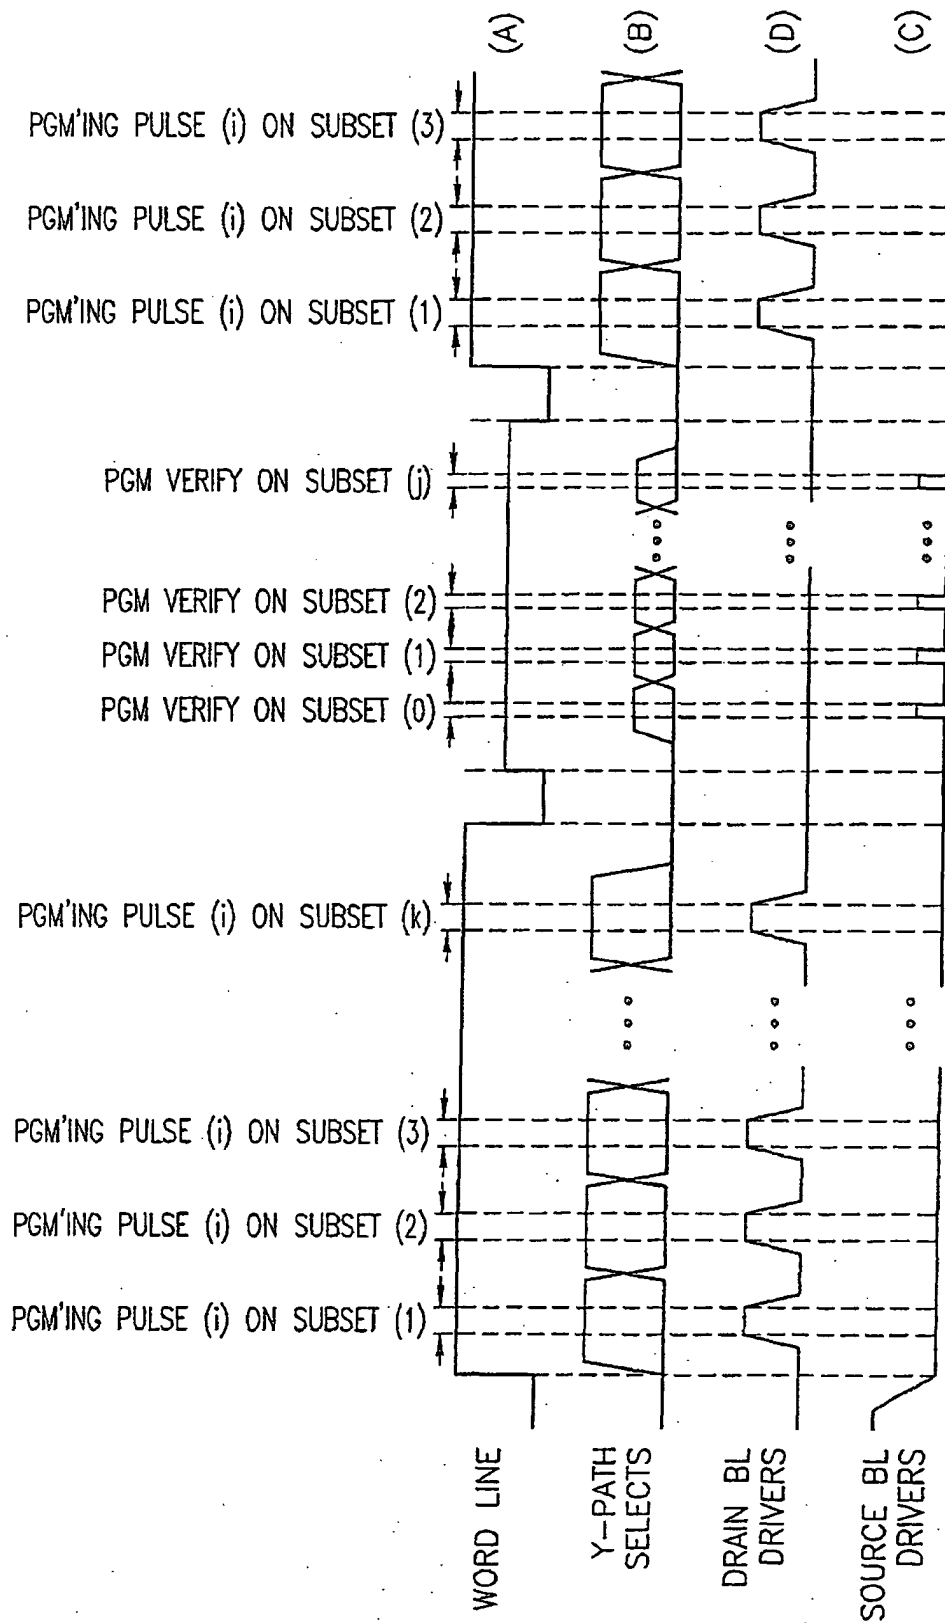 (A)
(B)
(D)
(C)
PGM'ING PULSE (i) ON SUBSET (3)
PGM'ING PULSE (i) ON SUBSET (2)
PGM'ING PULSE (i) ON SUBSET (1)
PGM VERIFY ON SUBSET (j)
PGM VERIFY ON SUBSET (2)
PGM VERIFY ON SUBSET (1)
PGM VERIFY ON SUBSET (0)
PGM'ING PULSE (i) ON SUBSET (k)
PGM'ING PULSE (i) ON SUBSET (3)
PGM'ING PULSE (i) ON SUBSET (2)
PGM'ING PULSE (i) ON SUBSET (1)
WORD LINE
Y-PATH
SELECTS
DRAIN BL
DRIVERS
SOURCE BL
DRIVERS